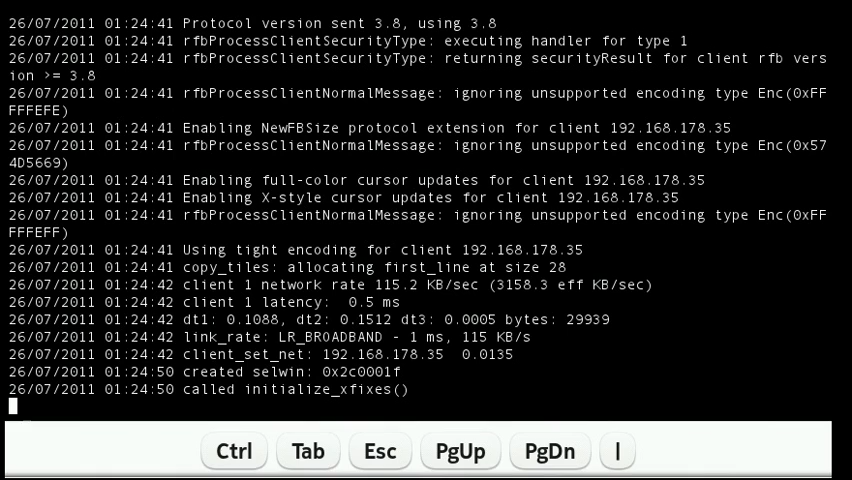 26/07/2011 01:24:41 Protocol version sent 3.8, using 3.8
26/07/2011 01:24:41 rfbProcessClientSecurityType: executing handler for type 1
26/07/2011 01:24:41 rfbProcessClientSecurityType: returning securityResult for client rfb vers
ion >= 3.8
26/07/2011 01:24:41 rfbProcessClientNormalMessage: ignoring unsupported encoding type Enc(0xFF
FFFEFE)
26/07/2011 01:24:41 Enabling NewFBSize protocol extension for client 192.168.178.35
26/07/2011 01:24:41 rfbProcessClientNormalMessage: ignoring unsupported encoding type Enc(0x57
4D5669)
26/07/2011 01:24:41 Enabling full-color cursor updates for client 192.168.178.35
26/07/2011 01:24:41 Enabling X-style cursor updates for client 192.168.178.35
26/07/2011 01:24:41 rfbProcessClientNormalMessage: ignoring unsupported encoding type Enc(0xFF
FFFEFF)
26/07/2011 01:24:41 Using tight encoding for client 192.168.178.35
26/07/2011 01:24:41 copy_tiles: allocating first_line at size 28
26/07/2011 01:24:42 client 1 network rate 115.2 KB/sec (3158.3 eff KB/sec)
26/07/2011 01:24:42 client 1 latency:  0.5 ms
26/07/2011 01:24:42 dt1: 0.1088, dt2: 0.1512 dt3: 0.0005 bytes: 29939
26/07/2011 01:24:42 link_rate: LR_BROADBAND - 1 ms, 115 KB/s
26/07/2011 01:24:42 client_set_net: 192.168.178.35  0.0135
26/07/2011 01:24:50 created selwin: 0x2c0001f
26/07/2011 01:24:50 called initialize_xfixes()
Ctrl Tab Esc PgUp PgDn |